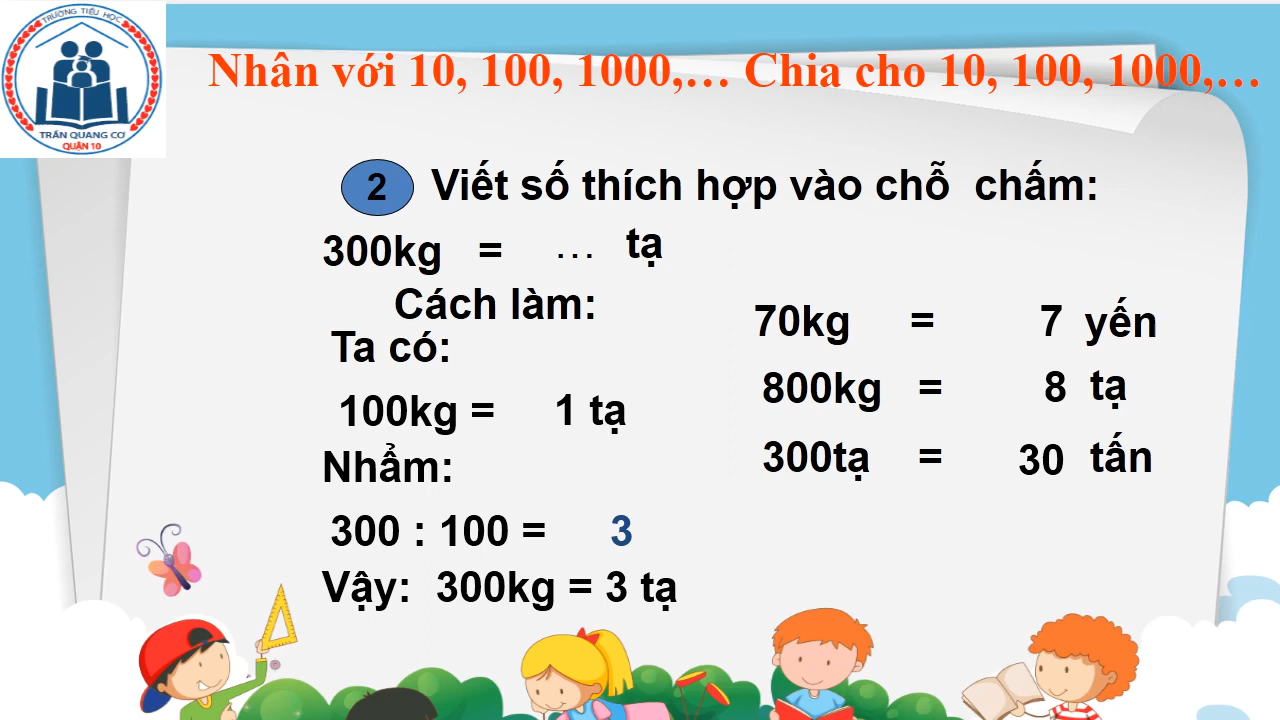 TRƯỜNG TIỂU HỌC
TRẦN QUANG CƠ
QUẬN 10
Nhân với 10, 100, 1000,… Chia cho 10, 100, 1000,…
2 Viết số thích hợp vào chỗ chấm:
300kg = … tạ
Cách làm:
Ta có:
100kg = 1 tạ
Nhẩm:
300 : 100 = 3
Vậy: 300kg = 3 tạ
70kg = 7 yến
800kg = 8 tạ
300tạ = 30 tấn